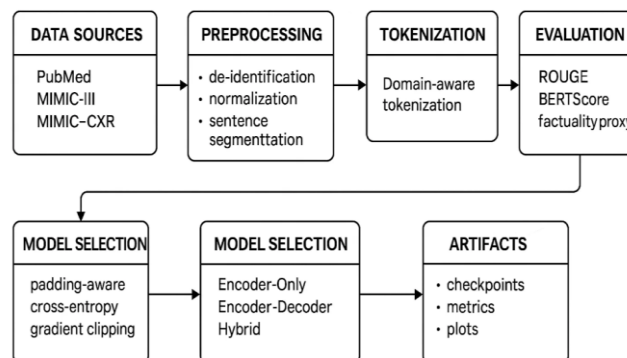 DATA SOURCES
PubMed
MIMIC-III
MIMIC-CXR
PREPROCESSING
• de-identification
• normalization
• sentence
segmenttation
TOKENIZATION
Domain-aware
tokenization
EVALUATION
ROUGE
BERTScore
factuality proxy
MODEL SELECTION
padding-aware
cross-entropy
gradient clipping
MODEL SELECTION
Encoder-Only
Encoder-Decoder
Hybrid
ARTIFACTS
• checkpoints
• metrics
• plots